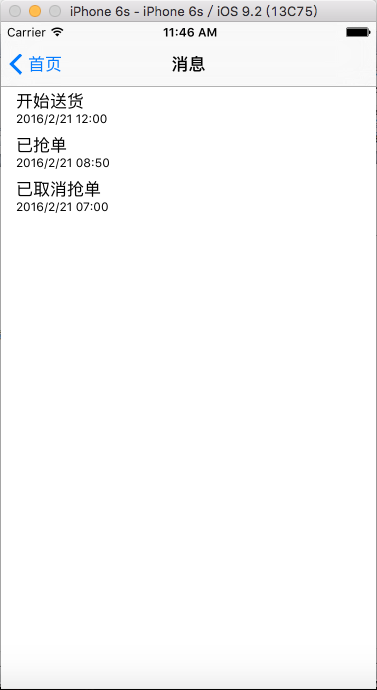 iPhone 6s - iPhone 6s / iOS 9.2 (13C75)
Carrier 11:46 AM
首页 消息
开始送货
2016/2/21 12:00
已抢单
2016/2/21 08:50
已取消抢单
2016/2/21 07:00